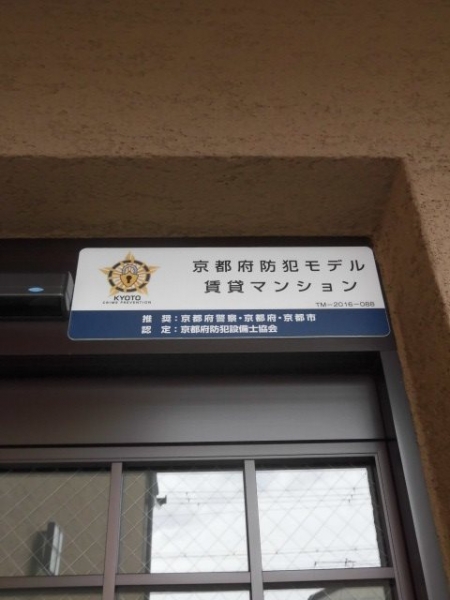 京都府防犯モデル
賃貸マンション
KYOTO
CRIME PREVENTION
TM-2016-088
推 奨:京都府警察・京都府・京都市
認 定:京都府防犯設備士協会